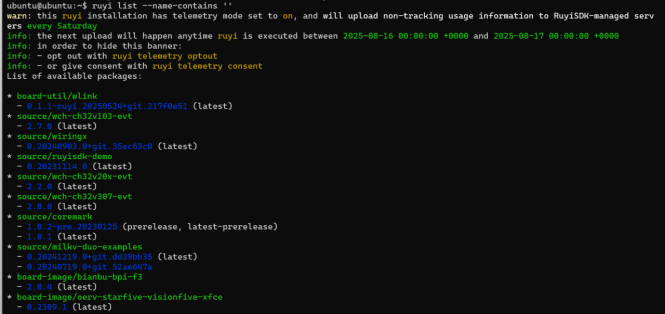 ubuntu@ubuntu:~$ ruyi list --name-contains ''
warn: this ruyi installation has telemetry mode set to on, and will upload non-tracking usage information to RuyiSDK-managed serv
ers every Saturday
info: the next upload will happen anytime ruyi is executed between 2025-08-16 00:00:00 +0000 and 2025-08-17 00:00:00 +0000
info: in order to hide this banner:
info: - opt out with ruyi telemetry optout
info: - or give consent with ruyi telemetry consent
List of available packages:
* board-util/wlink
- 0.1.1-ruyi.20250524+git.217f0e51 (latest)
* source/wch-ch32v103-evt
- 2.7.0 (latest)
* source/wiringx
- 0.20240903.0+git.35ec63c0 (latest)
* source/ruyisdk-demo
- 0.20231114.0 (latest)
* source/wch-ch32v20x-evt
- 2.2.0 (latest)
* source/wch-ch32v307-evt
- 2.8.0 (latest)
* source/coremark
- 1.0.2-pre.20230125 (prerelease, latest-prerelease)
- 1.0.1 (latest)
* source/milkv-duo-examples
- 0.20241219.0+git.dd39bb35 (latest)
- 0.20240719.0+git.52ae647a
* board-image/bianbu-bpi-f3
- 2.0.4 (latest)
* board-image/oerv-starfive-visionfive-xfce
- 0.2309.1 (latest)